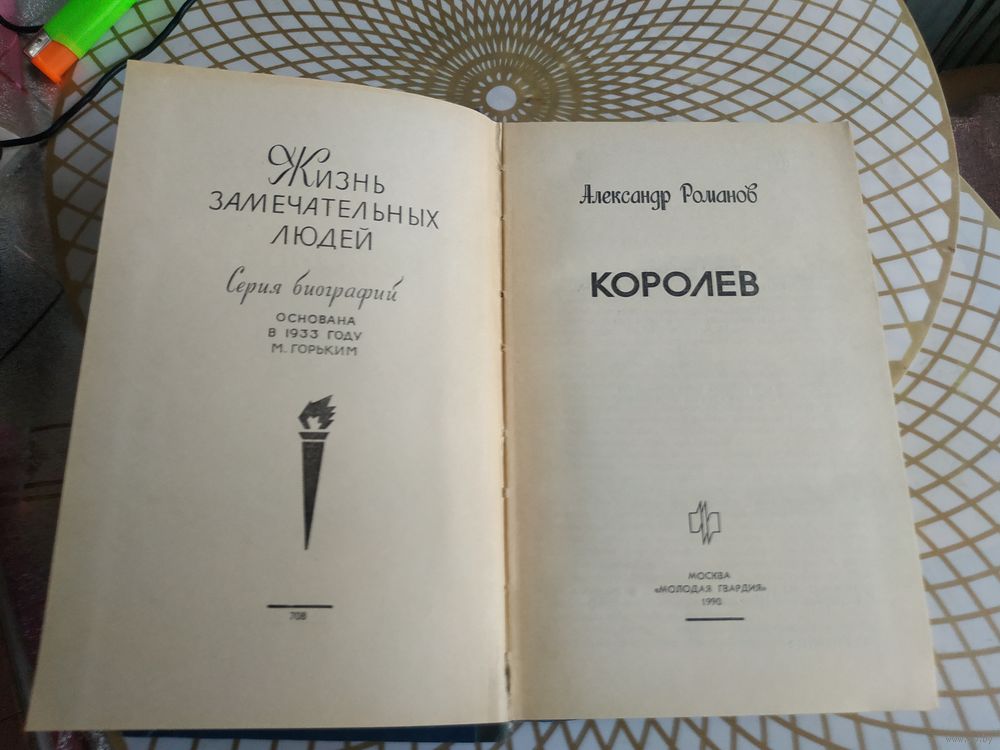 Жизнь
ЗАМЕЧАТЕЛЬНЫХ
ЛЮДЕЙ
Серия биографий
ОСНОВАНА
В 1933 ГОДУ
М. ГОРЬКИМ
708
Александр Романов
КОРОЛЕВ
МОСКВА
«МОЛОДАЯ ГВАРДИЯ»
1990